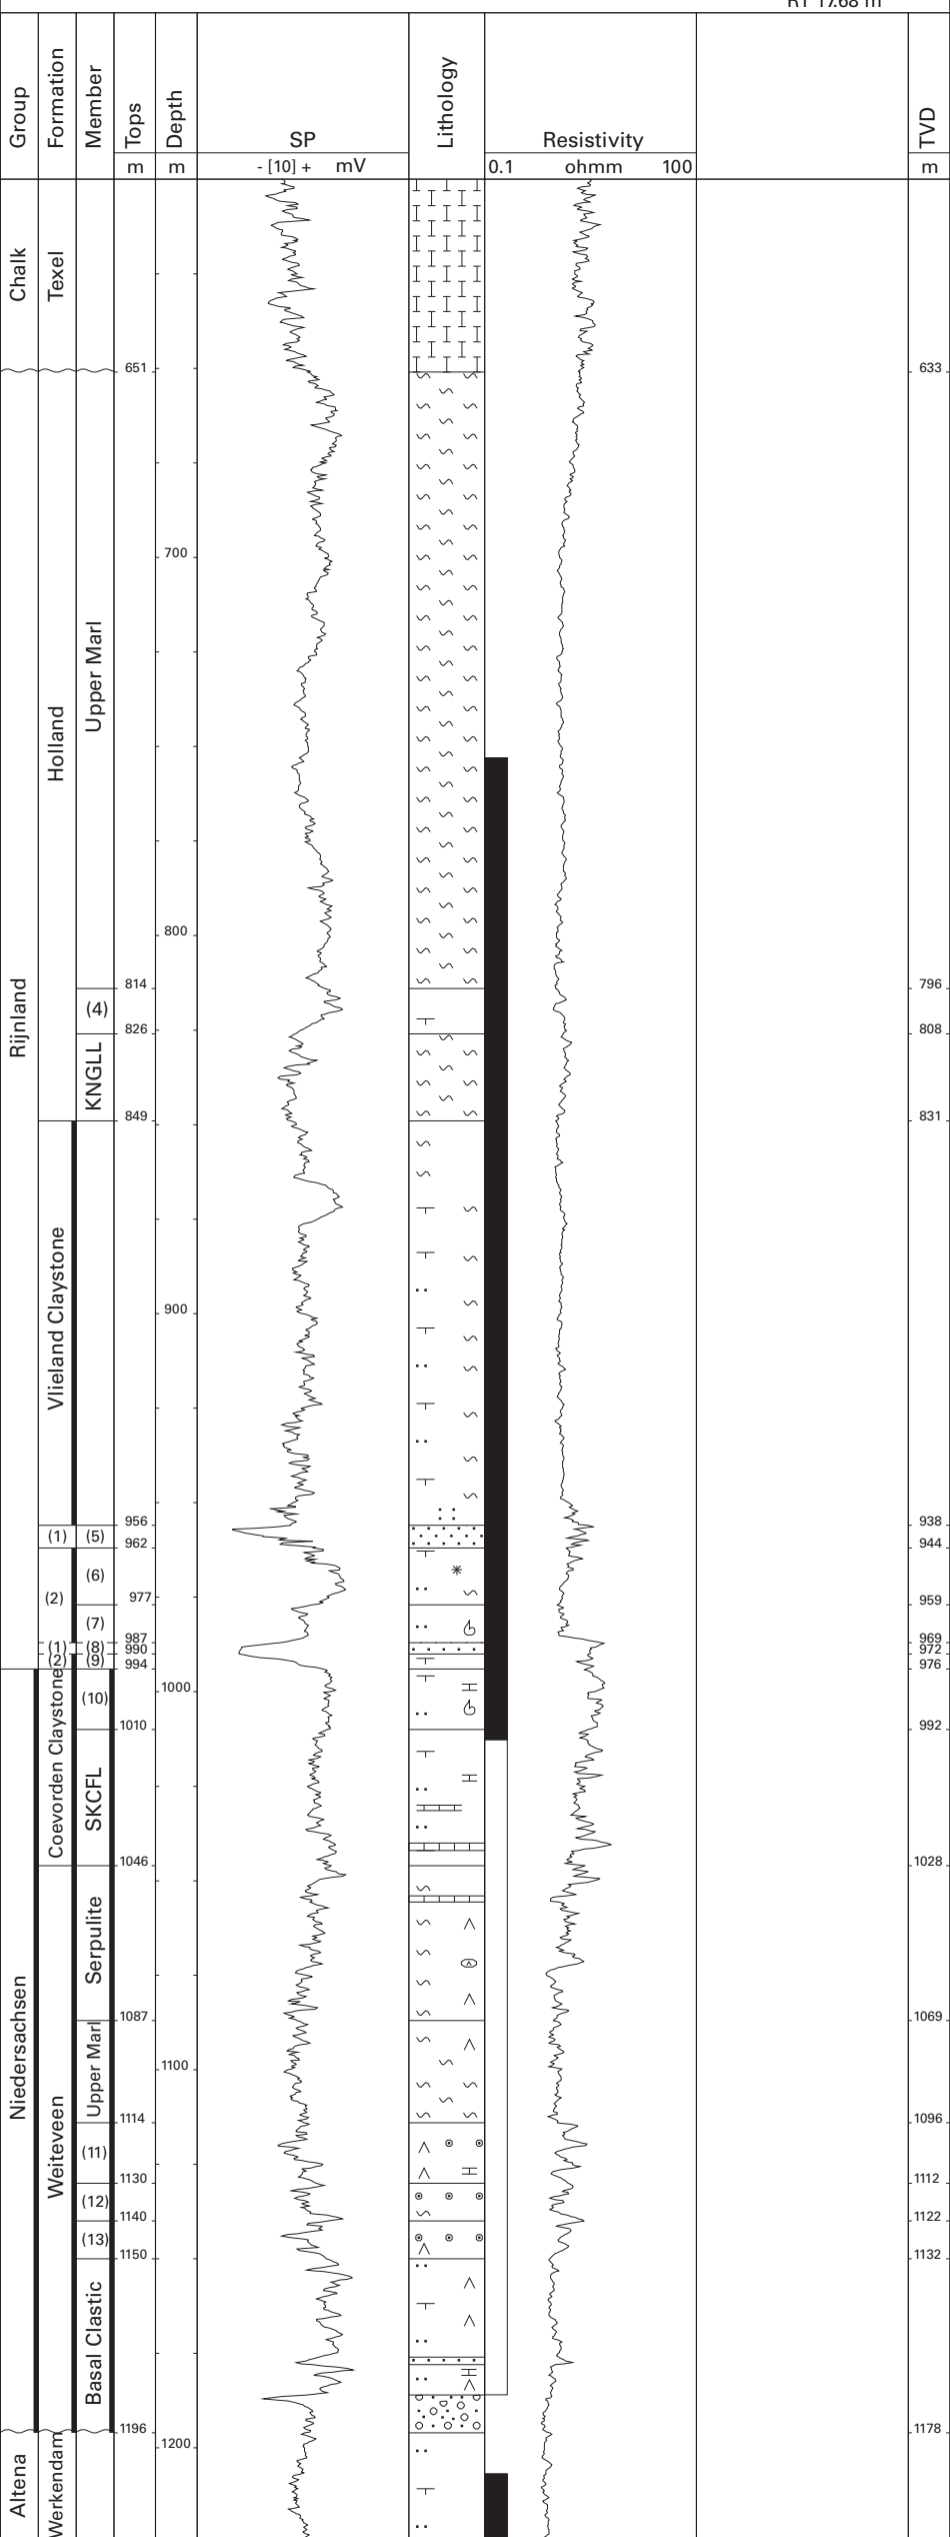 RT 17.68 m
Group
Formation
Member
Tops
Depth
SP
Lithology
Resistivity
TVD
m
m
- [10] + mV
0.1 ohmm 100
m
Chalk
Texel
651
633
Rijnland
Holland
Upper Marl
700
800
814
796
(4)
826
808
KNGLL
849
831
Vlieland Claystone
900
956
938
(1)
(5)
962
944
(2)
(6)
977
959
(7)
987
969
(1)
(8)
990
972
(2)
(9)
994
976
Niedersachsen
Coevorden Claystone
(10)
1000
1010
992
SKCFL
1046
1028
Weiteveen
Serpulite
1087
1069
Upper Marl
1100
1114
1096
(11)
1130
1112
(12)
1140
1122
(13)
1150
1132
Basal Clastic
1196
1178
Altena
Werkendam
1200